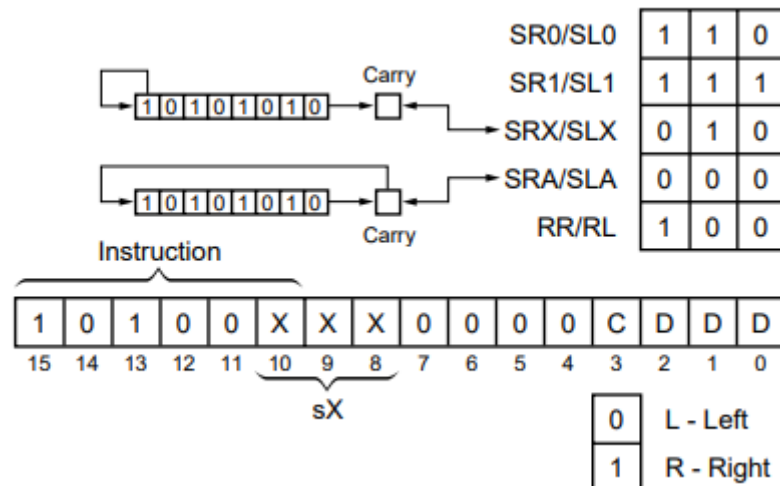 SR0/SL0 1 1 0
Carry
SR1/SL1 1 1 1
1 0 1 0 1 0 1 0
SRX/SLX 0 1 0
SRA/SLA 0 0 0
1 0 1 0 1 0 1 0
Carry
RR/RL 1 0 0
Instruction
1 0 1 0 0 X X X 0 0 0 0 C D D D
15 14 13 12 11 10 9 8 7 6 5 4 3 2 1 0
sX
0 L - Left
1 R - Right